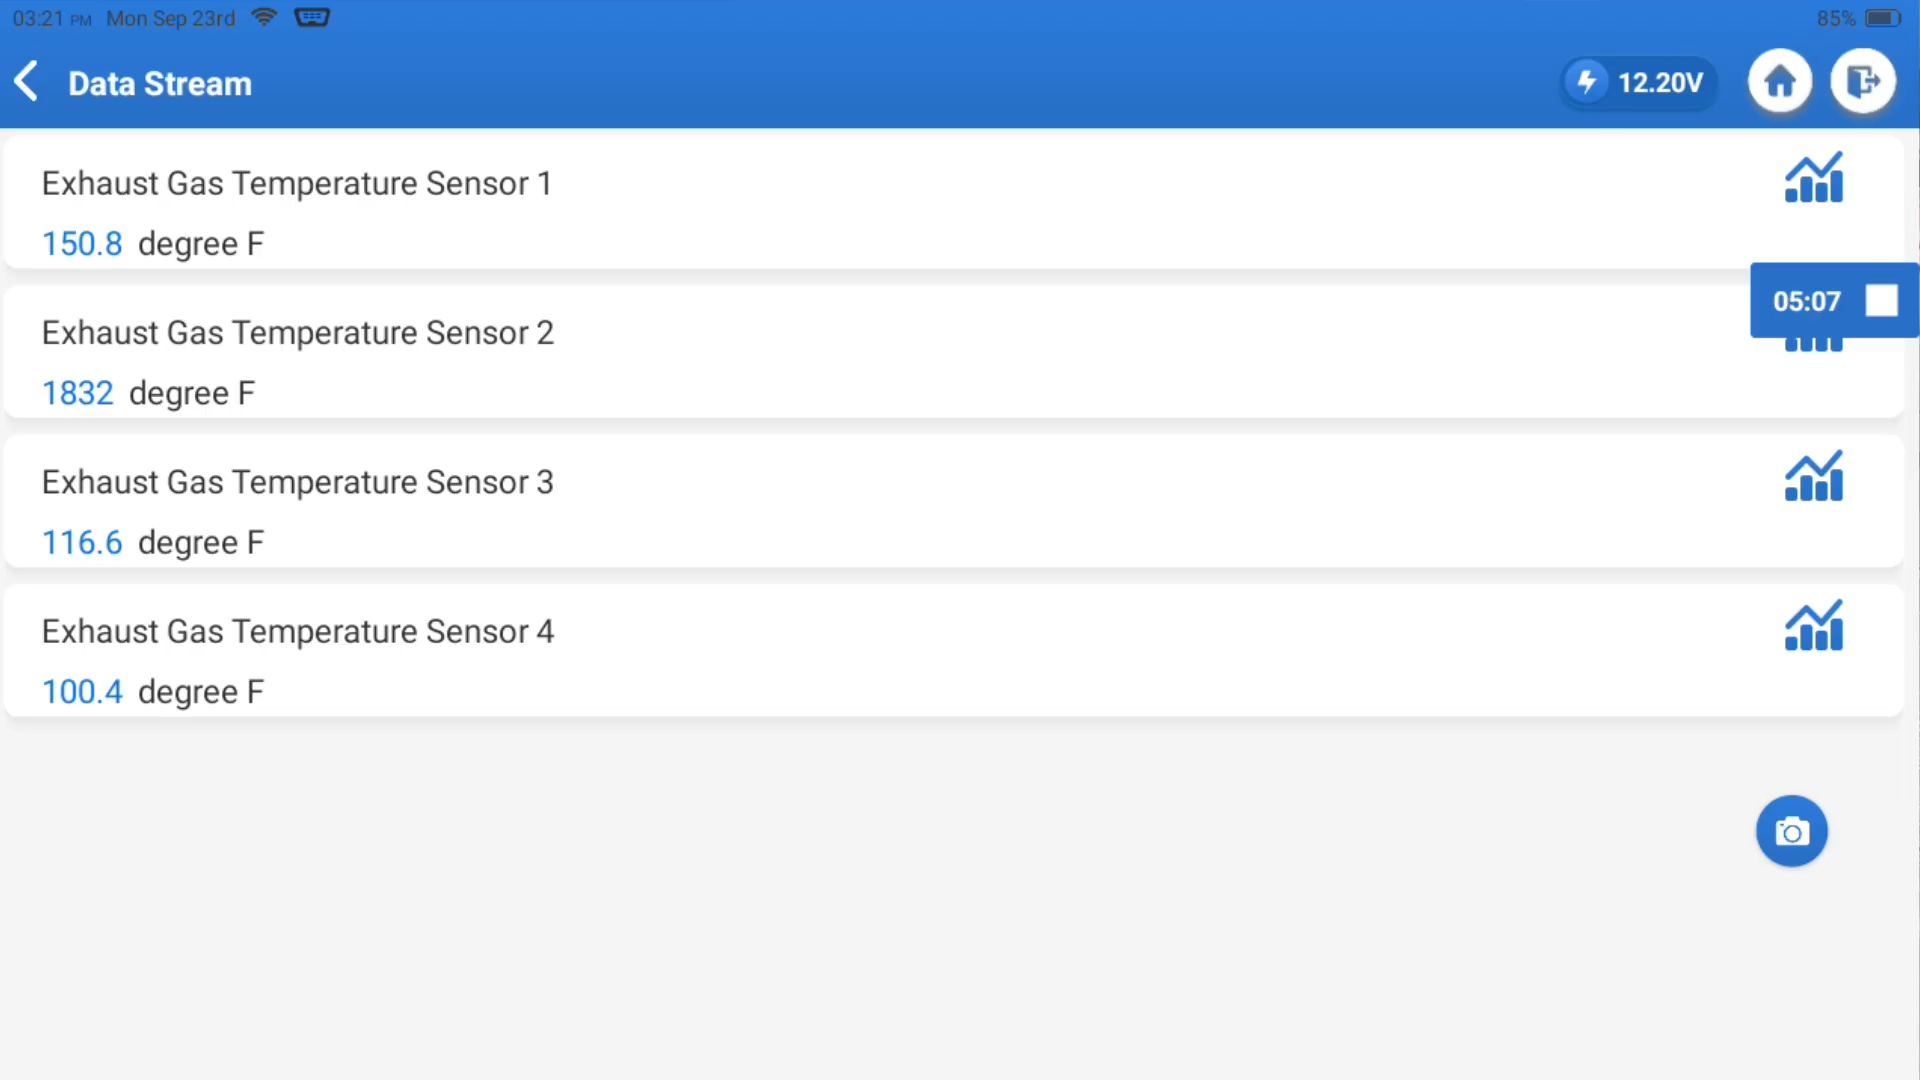 03:21 PM Mon Sep 23rd 85%
Data Stream 12.20V
Exhaust Gas Temperature Sensor 1
150.8 degree F
05:07
Exhaust Gas Temperature Sensor 2
1832 degree F
Exhaust Gas Temperature Sensor 3
116.6 degree F
Exhaust Gas Temperature Sensor 4
100.4 degree F